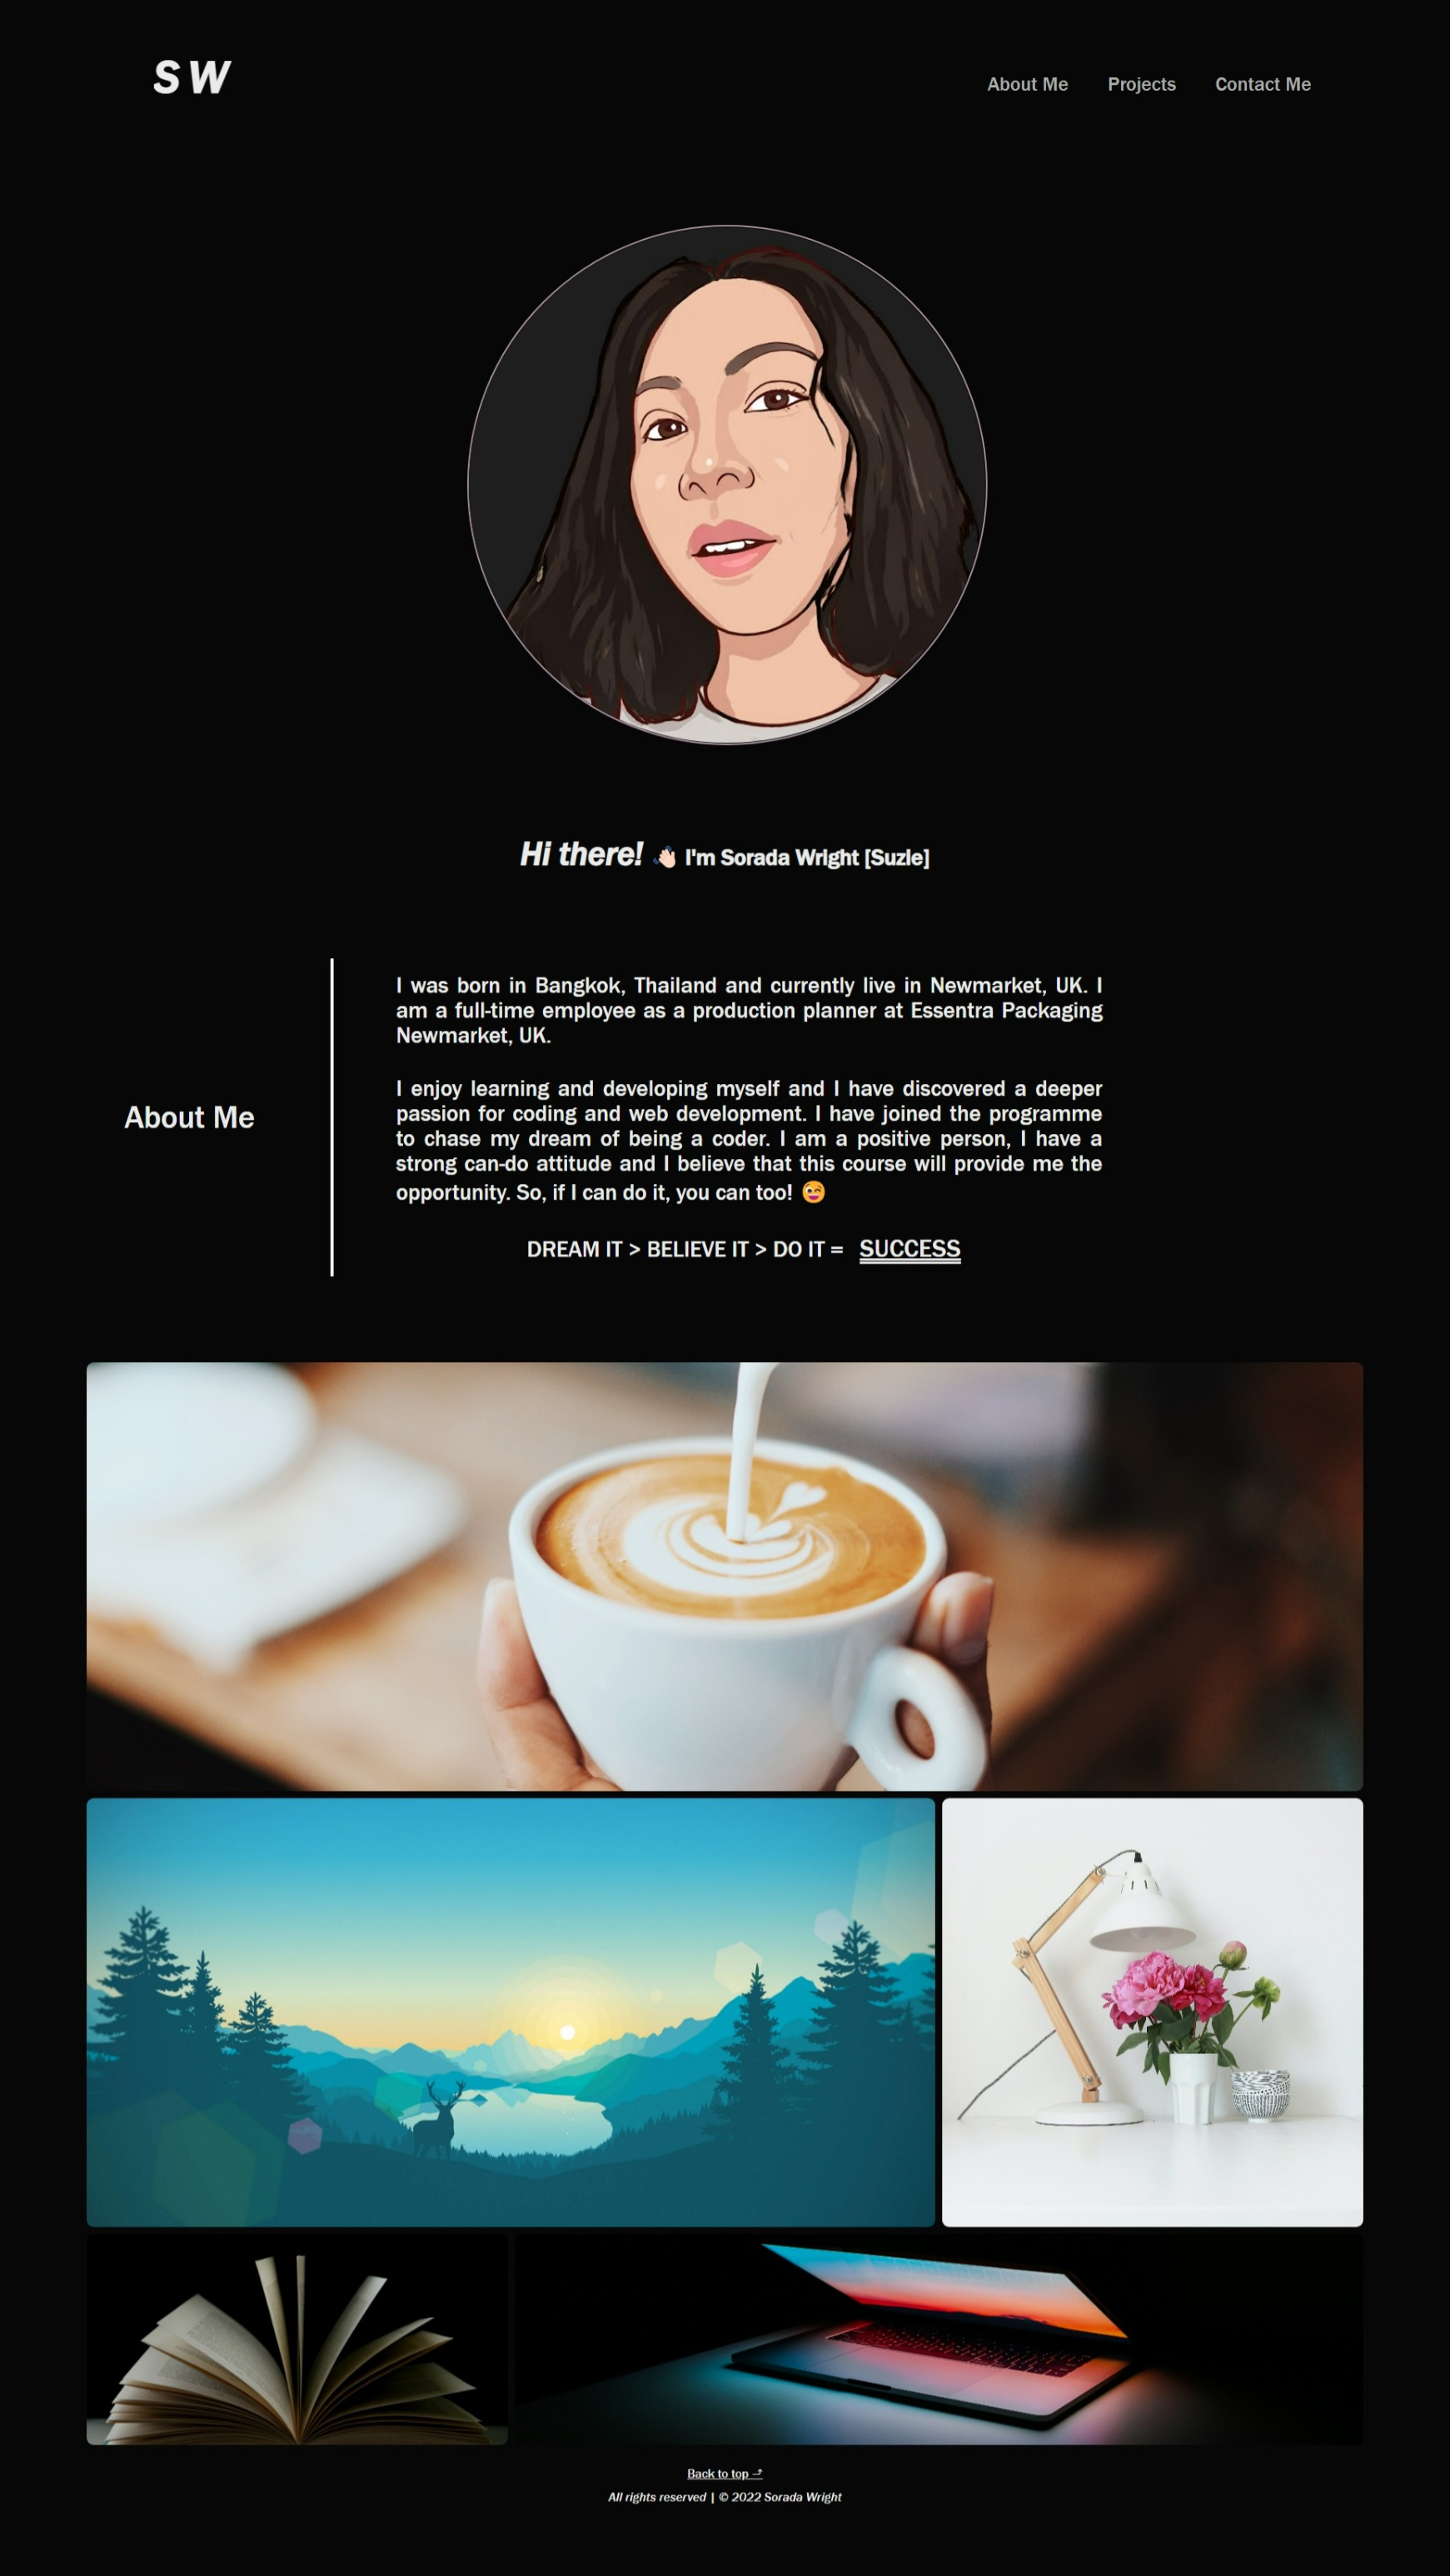 SW
About Me Projects Contact Me
Hi there! 👋🏻 I'm Sorada Wright [Suzie]
About Me
I was born in Bangkok, Thailand and currently live in Newmarket, UK. I
am a full-time employee as a production planner at Essentra Packaging
Newmarket, UK.
I enjoy learning and developing myself and I have discovered a deeper
passion for coding and web development. I have joined the programme
to chase my dream of being a coder. I am a positive person, I have a
strong can-do attitude and I believe that this course will provide me the
opportunity. So, if I can do it, you can too! 😉
DREAM IT > BELIEVE IT > DO IT = SUCCESS
Back to top ⤴
All rights reserved | © 2022 Sorada Wright